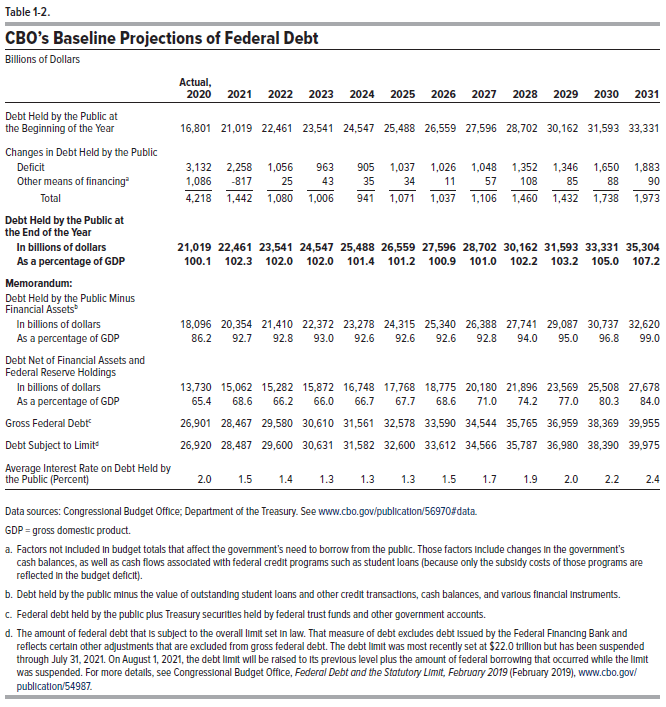 Table 1-2.
CBO’s Baseline Projections of Federal Debt
Billions of Dollars
Actual,
2020 2021 2022 2023 2024 2025 2026 2027 2028 2029 2030 2031
Debt Held by the Public at
the Beginning of the Year 16,801 21,019 22,461 23,541 24,547 25,488 26,559 27,596 28,702 30,162 31,593 33,331
Changes in Debt Held by the Public
Deficit 3,132 2,258 1,056 963 905 1,037 1,026 1,048 1,352 1,346 1,650 1,883
Other means of financingᵃ 1,086 -817 25 43 35 34 11 57 108 85 88 90
Total 4,218 1,442 1,080 1,006 941 1,071 1,037 1,106 1,460 1,432 1,738 1,973
Debt Held by the Public at
the End of the Year
In billions of dollars 21,019 22,461 23,541 24,547 25,488 26,559 27,596 28,702 30,162 31,593 33,331 35,304
As a percentage of GDP 100.1 102.3 102.0 102.0 101.4 101.2 100.9 101.0 102.2 103.2 105.0 107.2
Memorandum:
Debt Held by the Public Minus
Financial Assetsᵇ
In billions of dollars 18,096 20,354 21,410 22,372 23,278 24,315 25,340 26,388 27,741 29,087 30,737 32,620
As a percentage of GDP 86.2 92.7 92.8 93.0 92.6 92.6 92.6 92.8 94.0 95.0 96.8 99.0
Debt Net of Financial Assets and
Federal Reserve Holdings
In billions of dollars 13,730 15,062 15,282 15,872 16,748 17,768 18,775 20,180 21,896 23,569 25,508 27,678
As a percentage of GDP 65.4 68.6 66.2 66.0 66.7 67.7 68.6 71.0 74.2 77.0 80.3 84.0
Gross Federal Debtᶜ 26,901 28,467 29,580 30,610 31,561 32,578 33,590 34,544 35,765 36,959 38,369 39,955
Debt Subject to Limitᵈ 26,920 28,487 29,600 30,631 31,582 32,600 33,612 34,566 35,787 36,980 38,390 39,975
Average Interest Rate on Debt Held by
the Public (Percent) 2.0 1.5 1.4 1.3 1.3 1.3 1.5 1.7 1.9 2.0 2.2 2.4
Data sources: Congressional Budget Office; Department of the Treasury. See www.cbo.gov/publication/56970#data.
GDP = gross domestic product.
a. Factors not included in budget totals that affect the government’s need to borrow from the public. Those factors include changes in the government’s
cash balances, as well as cash flows associated with federal credit programs such as student loans (because only the subsidy costs of those programs are
reflected in the budget deficit).
b. Debt held by the public minus the value of outstanding student loans and other credit transactions, cash balances, and various financial instruments.
c. Federal debt held by the public plus Treasury securities held by federal trust funds and other government accounts.
d. The amount of federal debt that is subject to the overall limit set in law. That measure of debt excludes debt issued by the Federal Financing Bank and
reflects certain other adjustments that are excluded from gross federal debt. The debt limit was most recently set at $22.0 trillion but has been suspended
through July 31, 2021. On August 1, 2021, the debt limit will be raised to its previous level plus the amount of federal borrowing that occurred while the limit
was suspended. For more details, see Congressional Budget Office, Federal Debt and the Statutory Limit, February 2019 (February 2019), www.cbo.gov/
publication/54987.